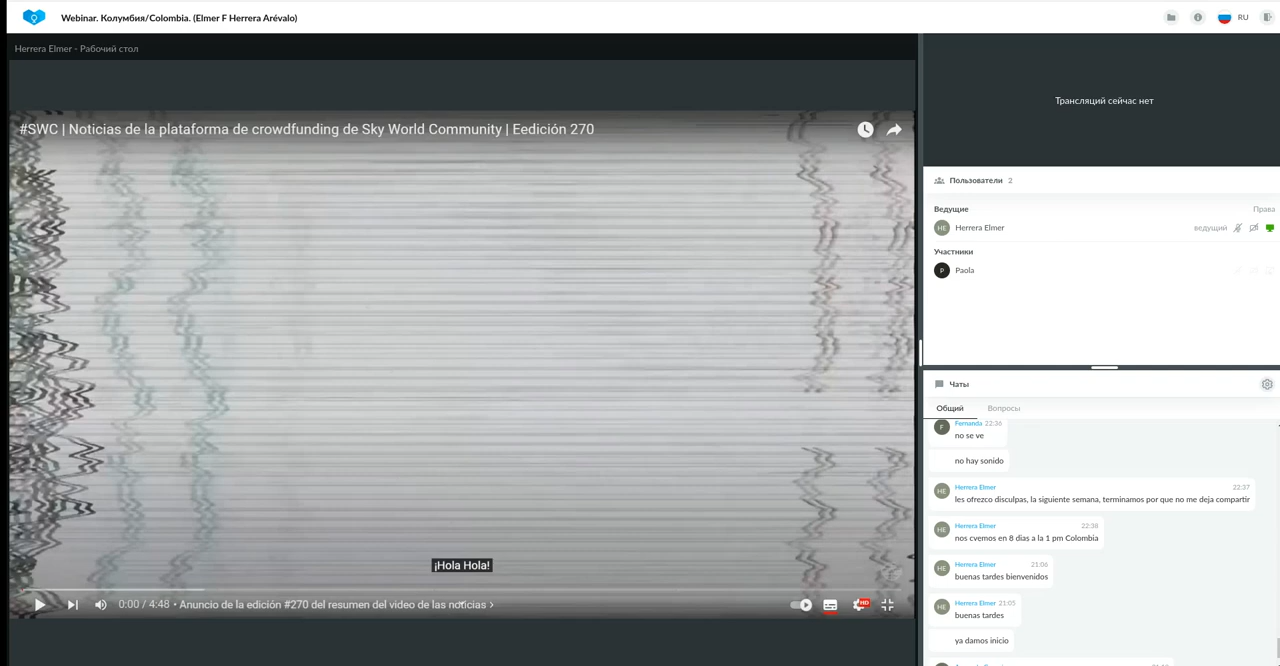 Webinar. Колумбия/Colombia. (Elmer F Herrera Arévalo)
RU
Herrera Elmer - Рабочий стол
#SWC | Noticias de la plataforma de crowdfunding de Sky World Community | Eedición 270
¡Hola Hola!
0:00 / 4:48 • Anuncio de la edición #270 del resumen del video de las noticias
HD
Трансляций сейчас нет
Пользователи 2
Ведущие Права
HE Herrera Elmer ведущий
Участники
P Paola
Чаты
Общий Вопросы
F Fernanda 22:36
no se ve
no hay sonido
HE Herrera Elmer 22:37
les ofrezco disculpas, la siguiente semana, terminamos por que no me deja compartir
HE Herrera Elmer 22:38
nos cvemos en 8 dias a la 1 pm Colombia
HE Herrera Elmer 21:06
buenas tardes bienvenidos
HE Herrera Elmer 21:05
buenas tardes
ya damos inicio